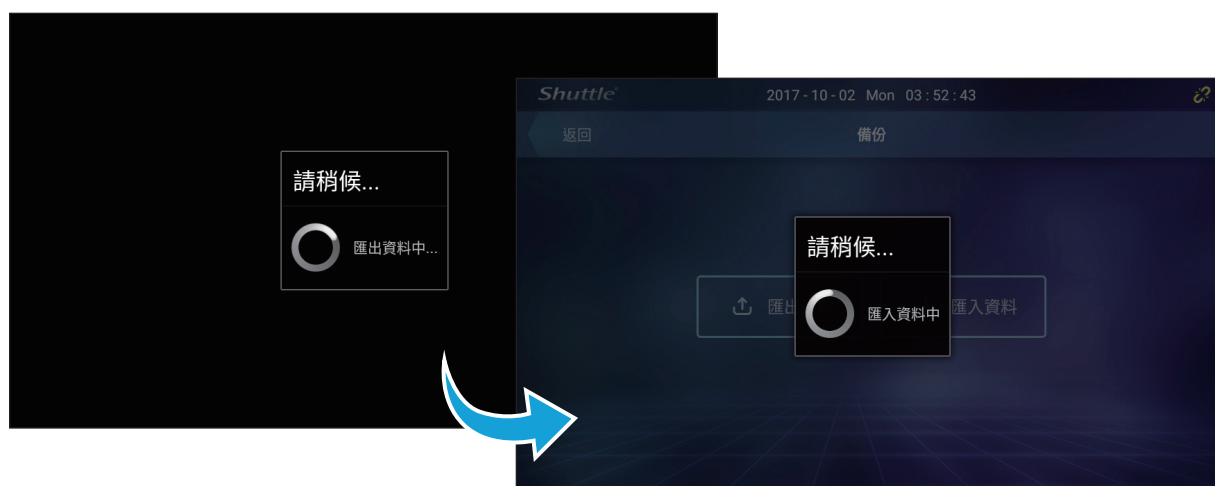 請稍候...
匯出資料中...
Shuttle
2017-10-02 Mon 03:52:43
返回
備份
請稍候...
匯出
匯入資料中
匯入資料